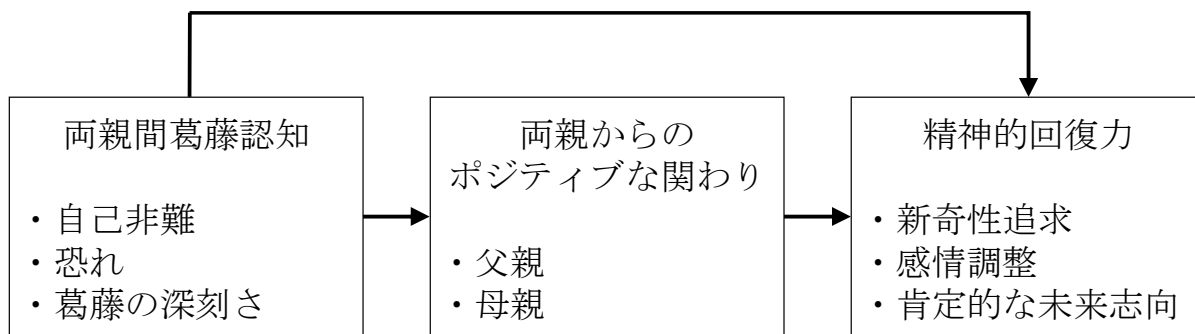 両親間葛藤認知
・自己非難
・恐れ
・葛藤の深刻さ
両親からの
ポジティブな関わり
・父親
・母親
精神的回復力
・新奇性追求
・感情調整
・肯定的な未来志向